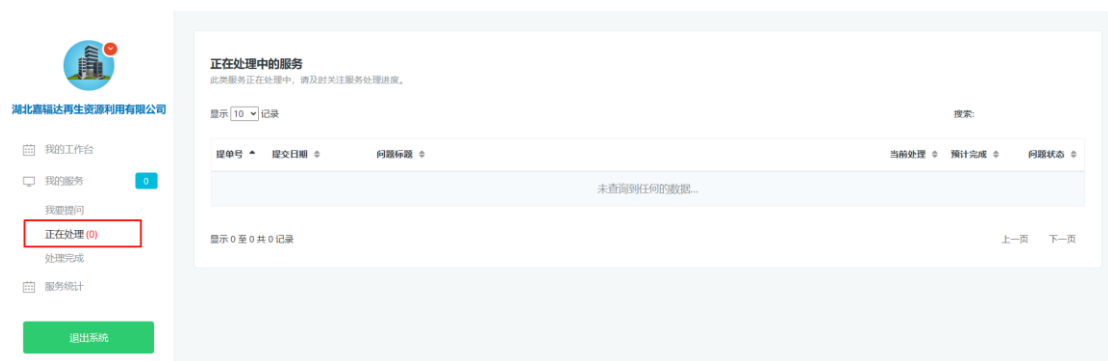 湖北嘉辐达再生资源利用有限公司
我的工作台
我的服务 0
我要提问
正在处理 (0)
处理完成
服务统计
退出系统
正在处理中的服务
此类服务正在处理中，请及时关注服务处理进度。
显示 10 记录
搜索:
提单号 提交日期 问题标题 当前处理 预计完成 问题状态
未查询到任何的数据...
显示 0 至 0 共 0 记录
上一页 下一页